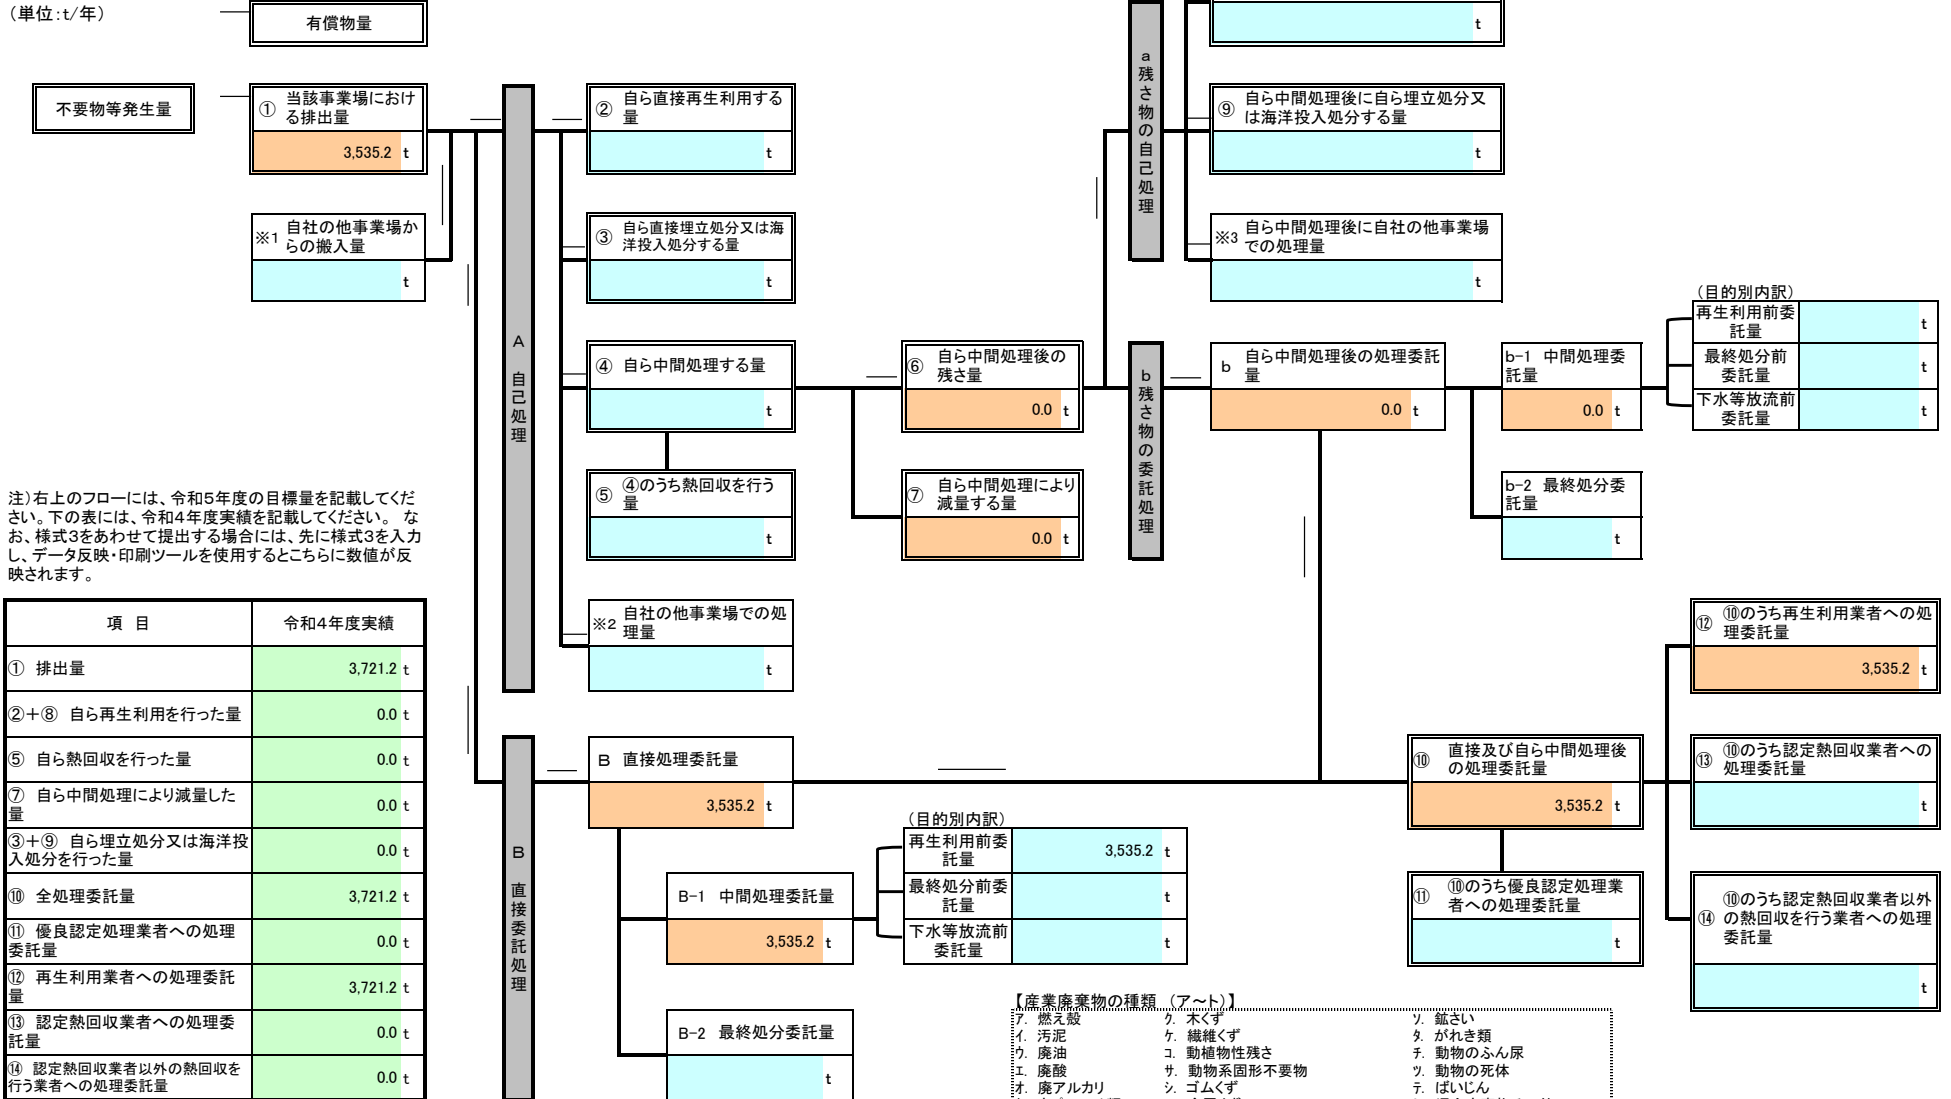 （単位：t/年）
有償物量
t
不要物等発生量
① 当該事業場におけ
る排出量
3,535.2 t
※1 自社の他事業場か
らの搬入量
t
A 自己処理
② 自ら直接再生利用する
量
t
③ 自ら直接埋立処分又は海
洋投入処分する量
t
④ 自ら中間処理する量
t
⑤ ④のうち熱回収を行う
量
t
※2 自社の他事業場での処
理量
t
⑥ 自ら中間処理後の
残さ量
0.0 t
⑦ 自ら中間処理により
減量する量
0.0 t
a残さ物の自己処理
⑨ 自ら中間処理後に自ら埋立処分又
は海洋投入処分する量
t
※3 自ら中間処理後に自社の他事業場
での処理量
t
b残さ物の委託処理
b 自ら中間処理後の処理委託
量
0.0 t
b-1 中間処理委
託量
0.0 t
b-2 最終処分委
託量
t
（目的別内訳）
再生利用前委
託量
t
最終処分前
委託量
t
下水等放流前
委託量
t
注）右上のフローには、令和５年度の目標量を記載してくだ
さい。下の表には、令和４年度実績を記載してください。 な
お、様式３をあわせて提出する場合には、先に様式３を入力
し、データ反映・印刷ツールを使用するとこちらに数値が反
映されます。
項 目 令和４年度実績
① 排出量 3,721.2 t
②＋⑧ 自ら再生利用を行った量 0.0 t
⑤ 自ら熱回収を行った量 0.0 t
⑦ 自ら中間処理により減量した
量 0.0 t
③＋⑨ 自ら埋立処分又は海洋投
入処分を行った量 0.0 t
⑩ 全処理委託量 3,721.2 t
⑪ 優良認定処理業者への処理
委託量 0.0 t
⑫ 再生利用業者への処理委託
量 3,721.2 t
⑬ 認定熱回収業者への処理委
託量 0.0 t
⑭ 認定熱回収業者以外の熱回収を
行う業者への処理委託量 0.0 t
B 直接委託処理
B 直接処理委託量
3,535.2 t
B-1 中間処理委託量
3,535.2 t
B-2 最終処分委託量
t
（目的別内訳）
再生利用前委
託量
3,535.2 t
最終処分前委
託量
t
下水等放流前
委託量
t
⑩ 直接及び自ら中間処理後
の処理委託量
3,535.2 t
⑪ ⑩のうち優良認定処理業
者への処理委託量
t
⑫ ⑩のうち再生利用業者への処
理委託量
3,535.2 t
⑬ ⑩のうち認定熱回収業者への
処理委託量
t
⑭ ⑩のうち認定熱回収業者以外
の熱回収を行う業者への処理
委託量
t
【産業廃棄物の種類 （ア～ト）】
ア. 燃え殻 ク. 木くず ソ. 鉱さい
イ. 汚泥 ケ. 繊維くず タ. がれき類
ウ. 廃油 コ. 動植物性残さ チ. 動物のふん尿
エ. 廃酸 サ. 動物系固形不要物 ツ. 動物の死体
オ. 廃アルカリ シ. ゴムくず テ. ばいじん